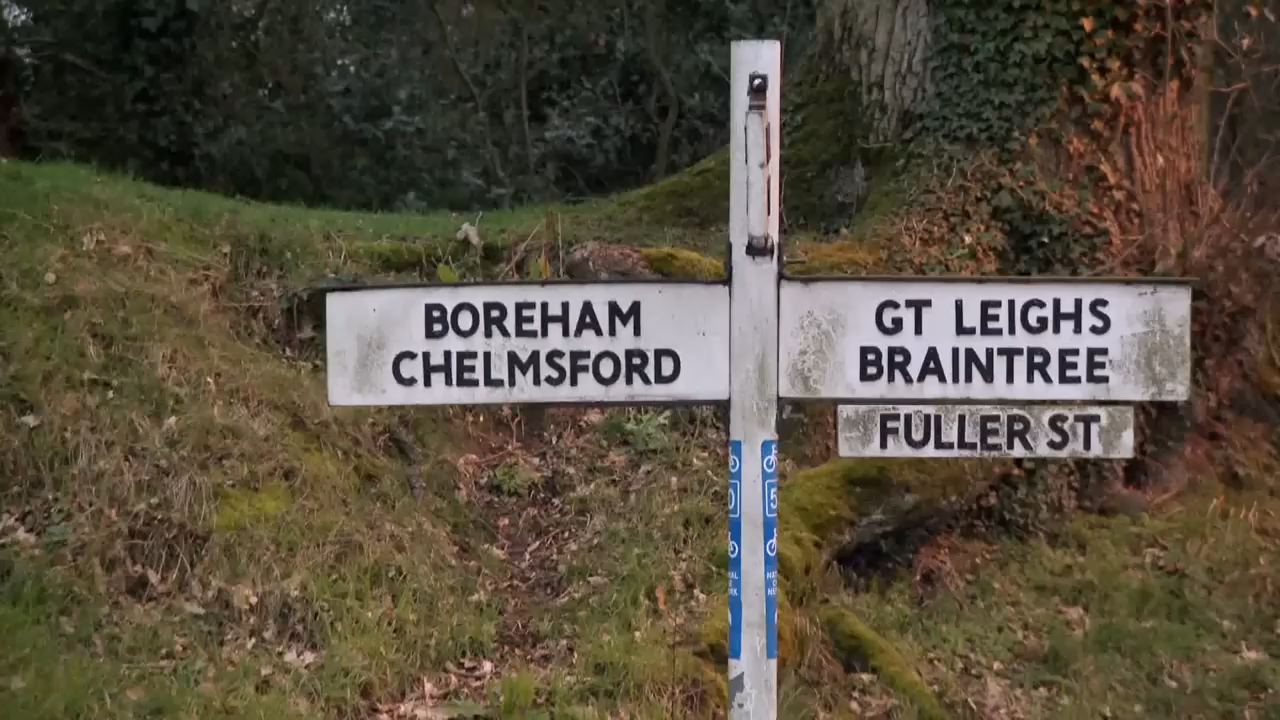 BOREHAM
CHELMSFORD
GT LEIGHS
BRAINTREE
FULLER ST